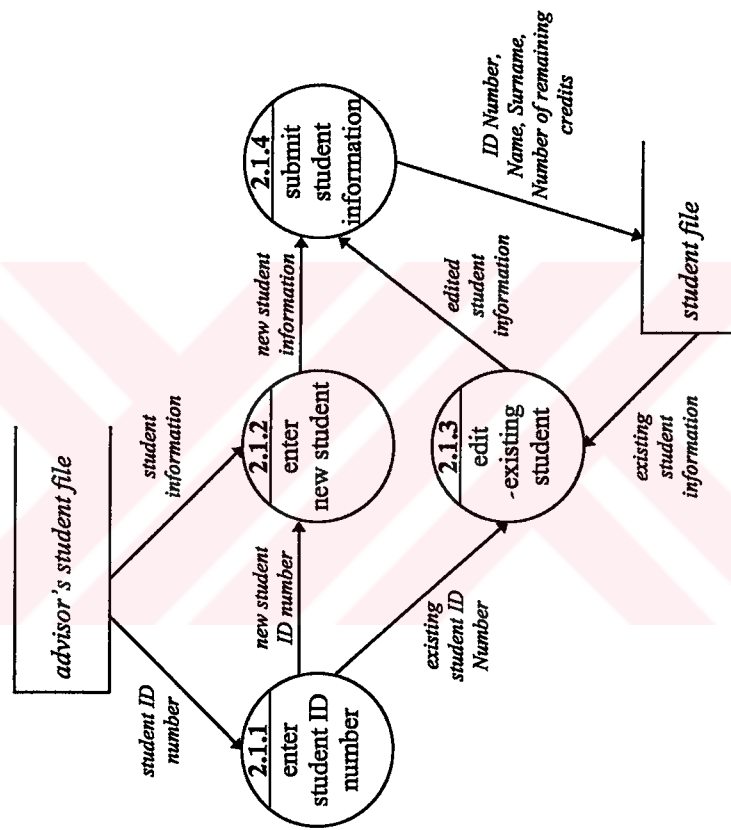 advisor's student file
student ID
number
student
information
2.1.1
enter
student ID
number
new student
ID number
2.1.2
enter
new student
new student
information
2.1.4
submit
student
information
existing
student ID
Number
2.1.3
edit
-existing
student
edited
student
information
ID Number,
Name, Surname,
Number of remaining
credits
existing
student
information
student file